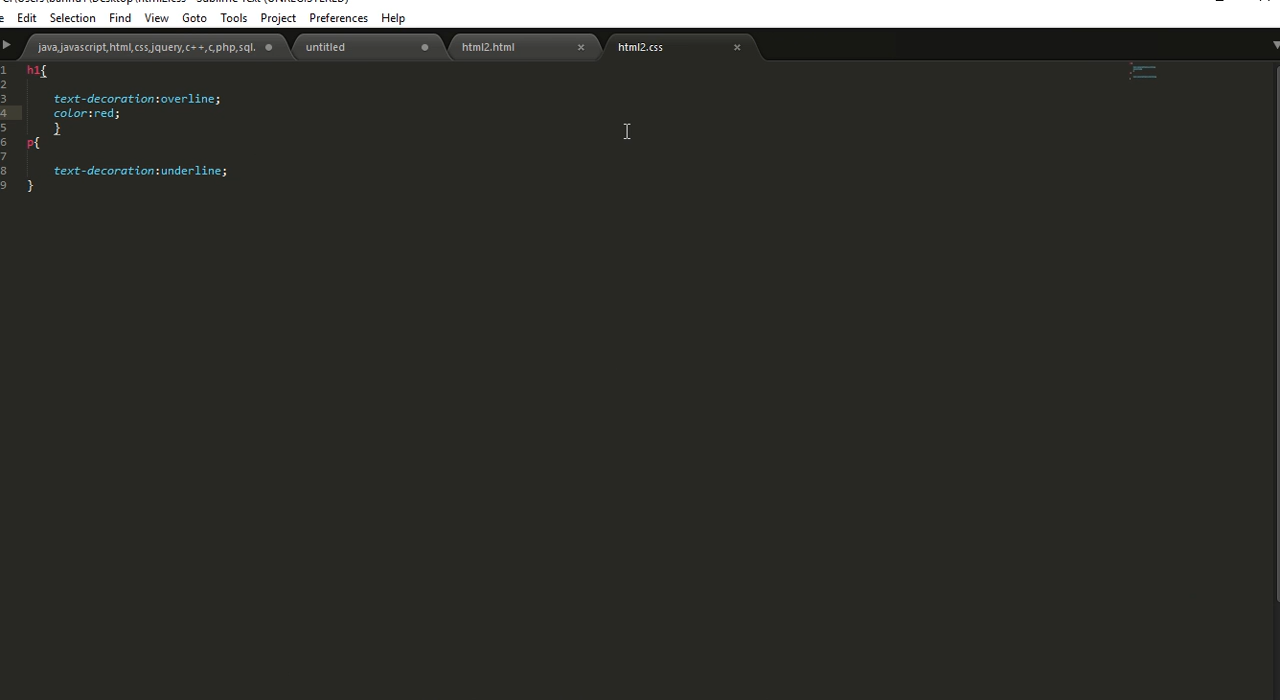 Edit Selection Find View Goto Tools Project Preferences Help
java,javascript,html,css,jquery,c++,c,php,sql. untitled html2.html html2.css
1 h1{
2
3 text-decoration:overline;
4 color:red;
5 }
6 p{
7
8 text-decoration:underline;
9 }